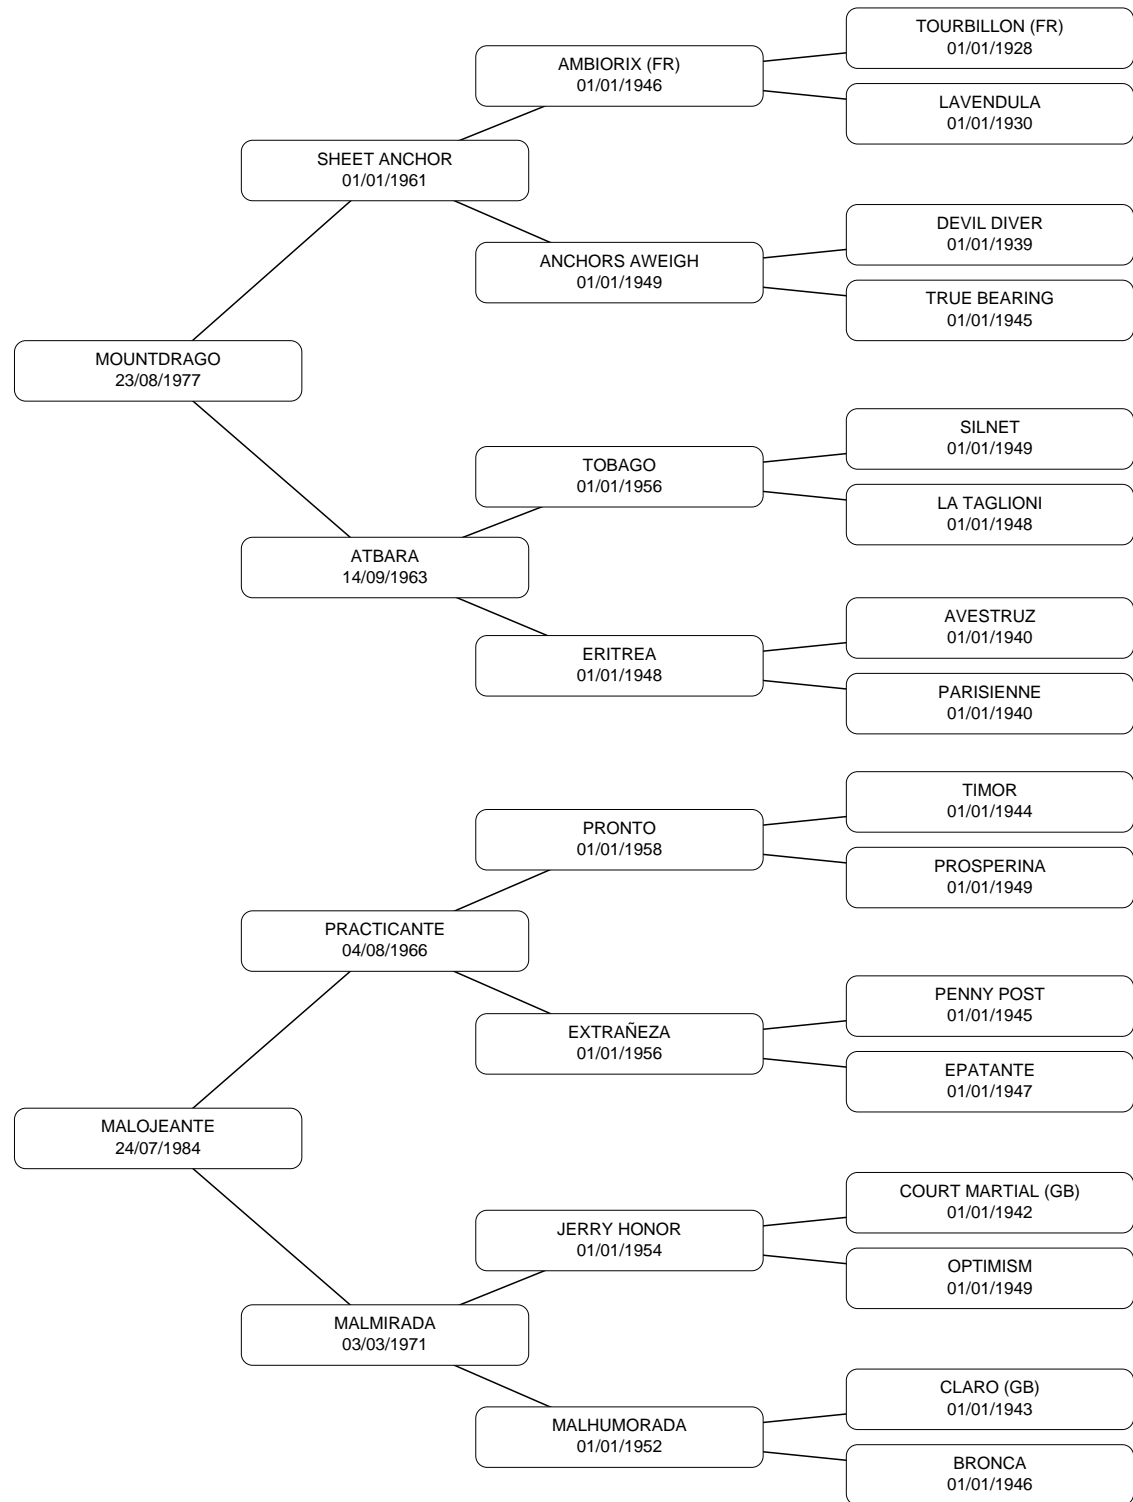 TOURBILLON (FR)
01/01/1928
AMBIORIX (FR)
01/01/1946
LAVENDULA
01/01/1930
SHEET ANCHOR
01/01/1961
DEVIL DIVER
01/01/1939
ANCHORS AWEIGH
01/01/1949
TRUE BEARING
01/01/1945
MOUNTDRAGO
23/08/1977
SILNET
01/01/1949
TOBAGO
01/01/1956
LA TAGLIONI
01/01/1948
ATBARA
14/09/1963
AVESTRUZ
01/01/1940
ERITREA
01/01/1948
PARISIENNE
01/01/1940
TIMOR
01/01/1944
PRONTO
01/01/1958
PROSPERINA
01/01/1949
PRACTICANTE
04/08/1966
PENNY POST
01/01/1945
EXTRAÑEZA
01/01/1956
EPATANTE
01/01/1947
MALOJEANTE
24/07/1984
COURT MARTIAL (GB)
01/01/1942
JERRY HONOR
01/01/1954
OPTIMISM
01/01/1949
MALMIRADA
03/03/1971
CLARO (GB)
01/01/1943
MALHUMORADA
01/01/1952
BRONCA
01/01/1946